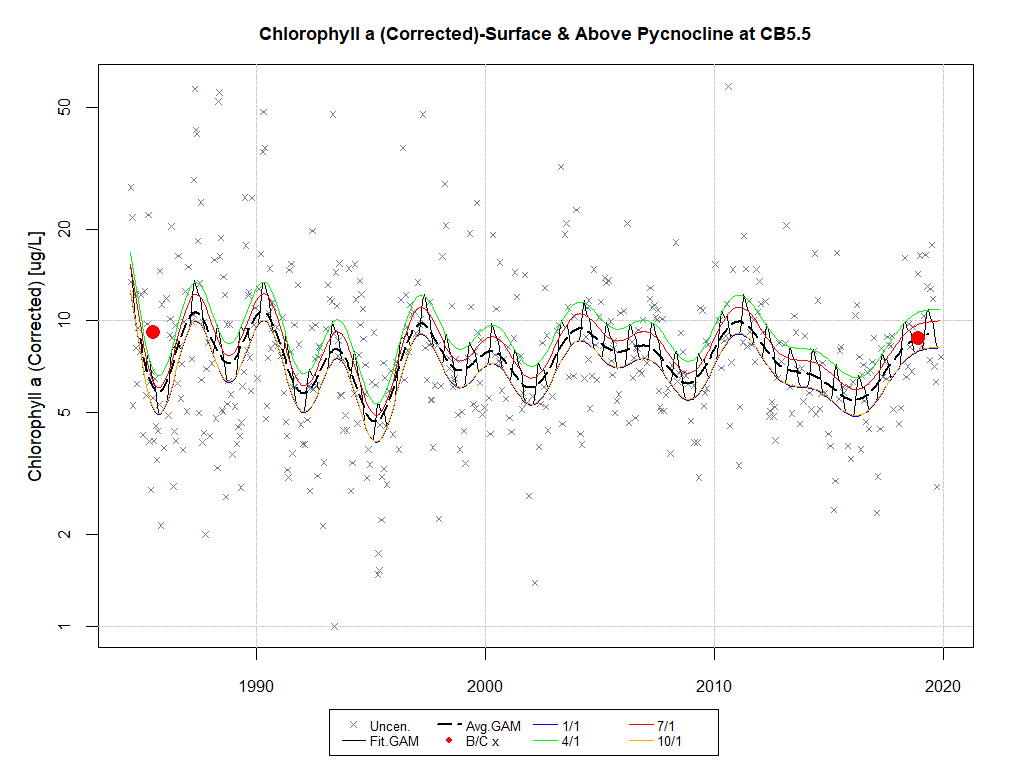 Chlorophyll a (Corrected)-Surface & Above Pycnocline at CB5.5
Chlorophyll a (Corrected) [ug/L]
50
20
10
5
2
1
1990 2000 2010 2020
Uncen. Avg.GAM 1/1 7/1
Fit.GAM B/C x 4/1 10/1